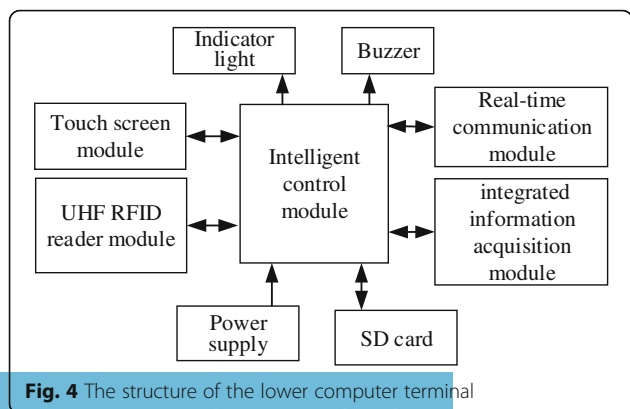 Indicator
light
Buzzer
Touch screen
module
Real-time
communication
module
Intelligent
control
module
UHF RFID
reader module
integrated
information
acquisition
module
Power
supply
SD card
Fig. 4 The structure of the lower computer terminal